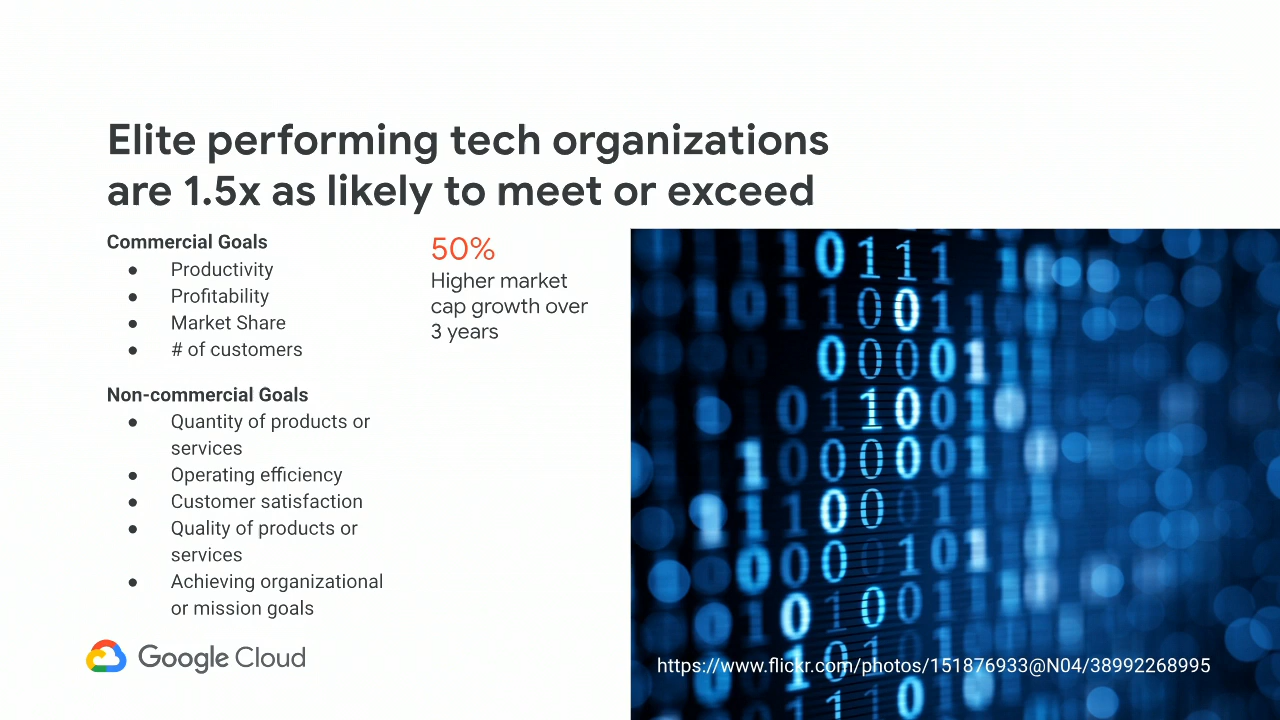 Elite performing tech organizations
are 1.5x as likely to meet or exceed
Commercial Goals
● Productivity
● Profitability
● Market Share
● # of customers
Non-commercial Goals
● Quantity of products or
services
● Operating efficiency
● Customer satisfaction
● Quality of products or
services
● Achieving organizational
or mission goals
50%
Higher market
cap growth over
3 years
Google Cloud
https://www.flickr.com/photos/151876933@N04/38992268995